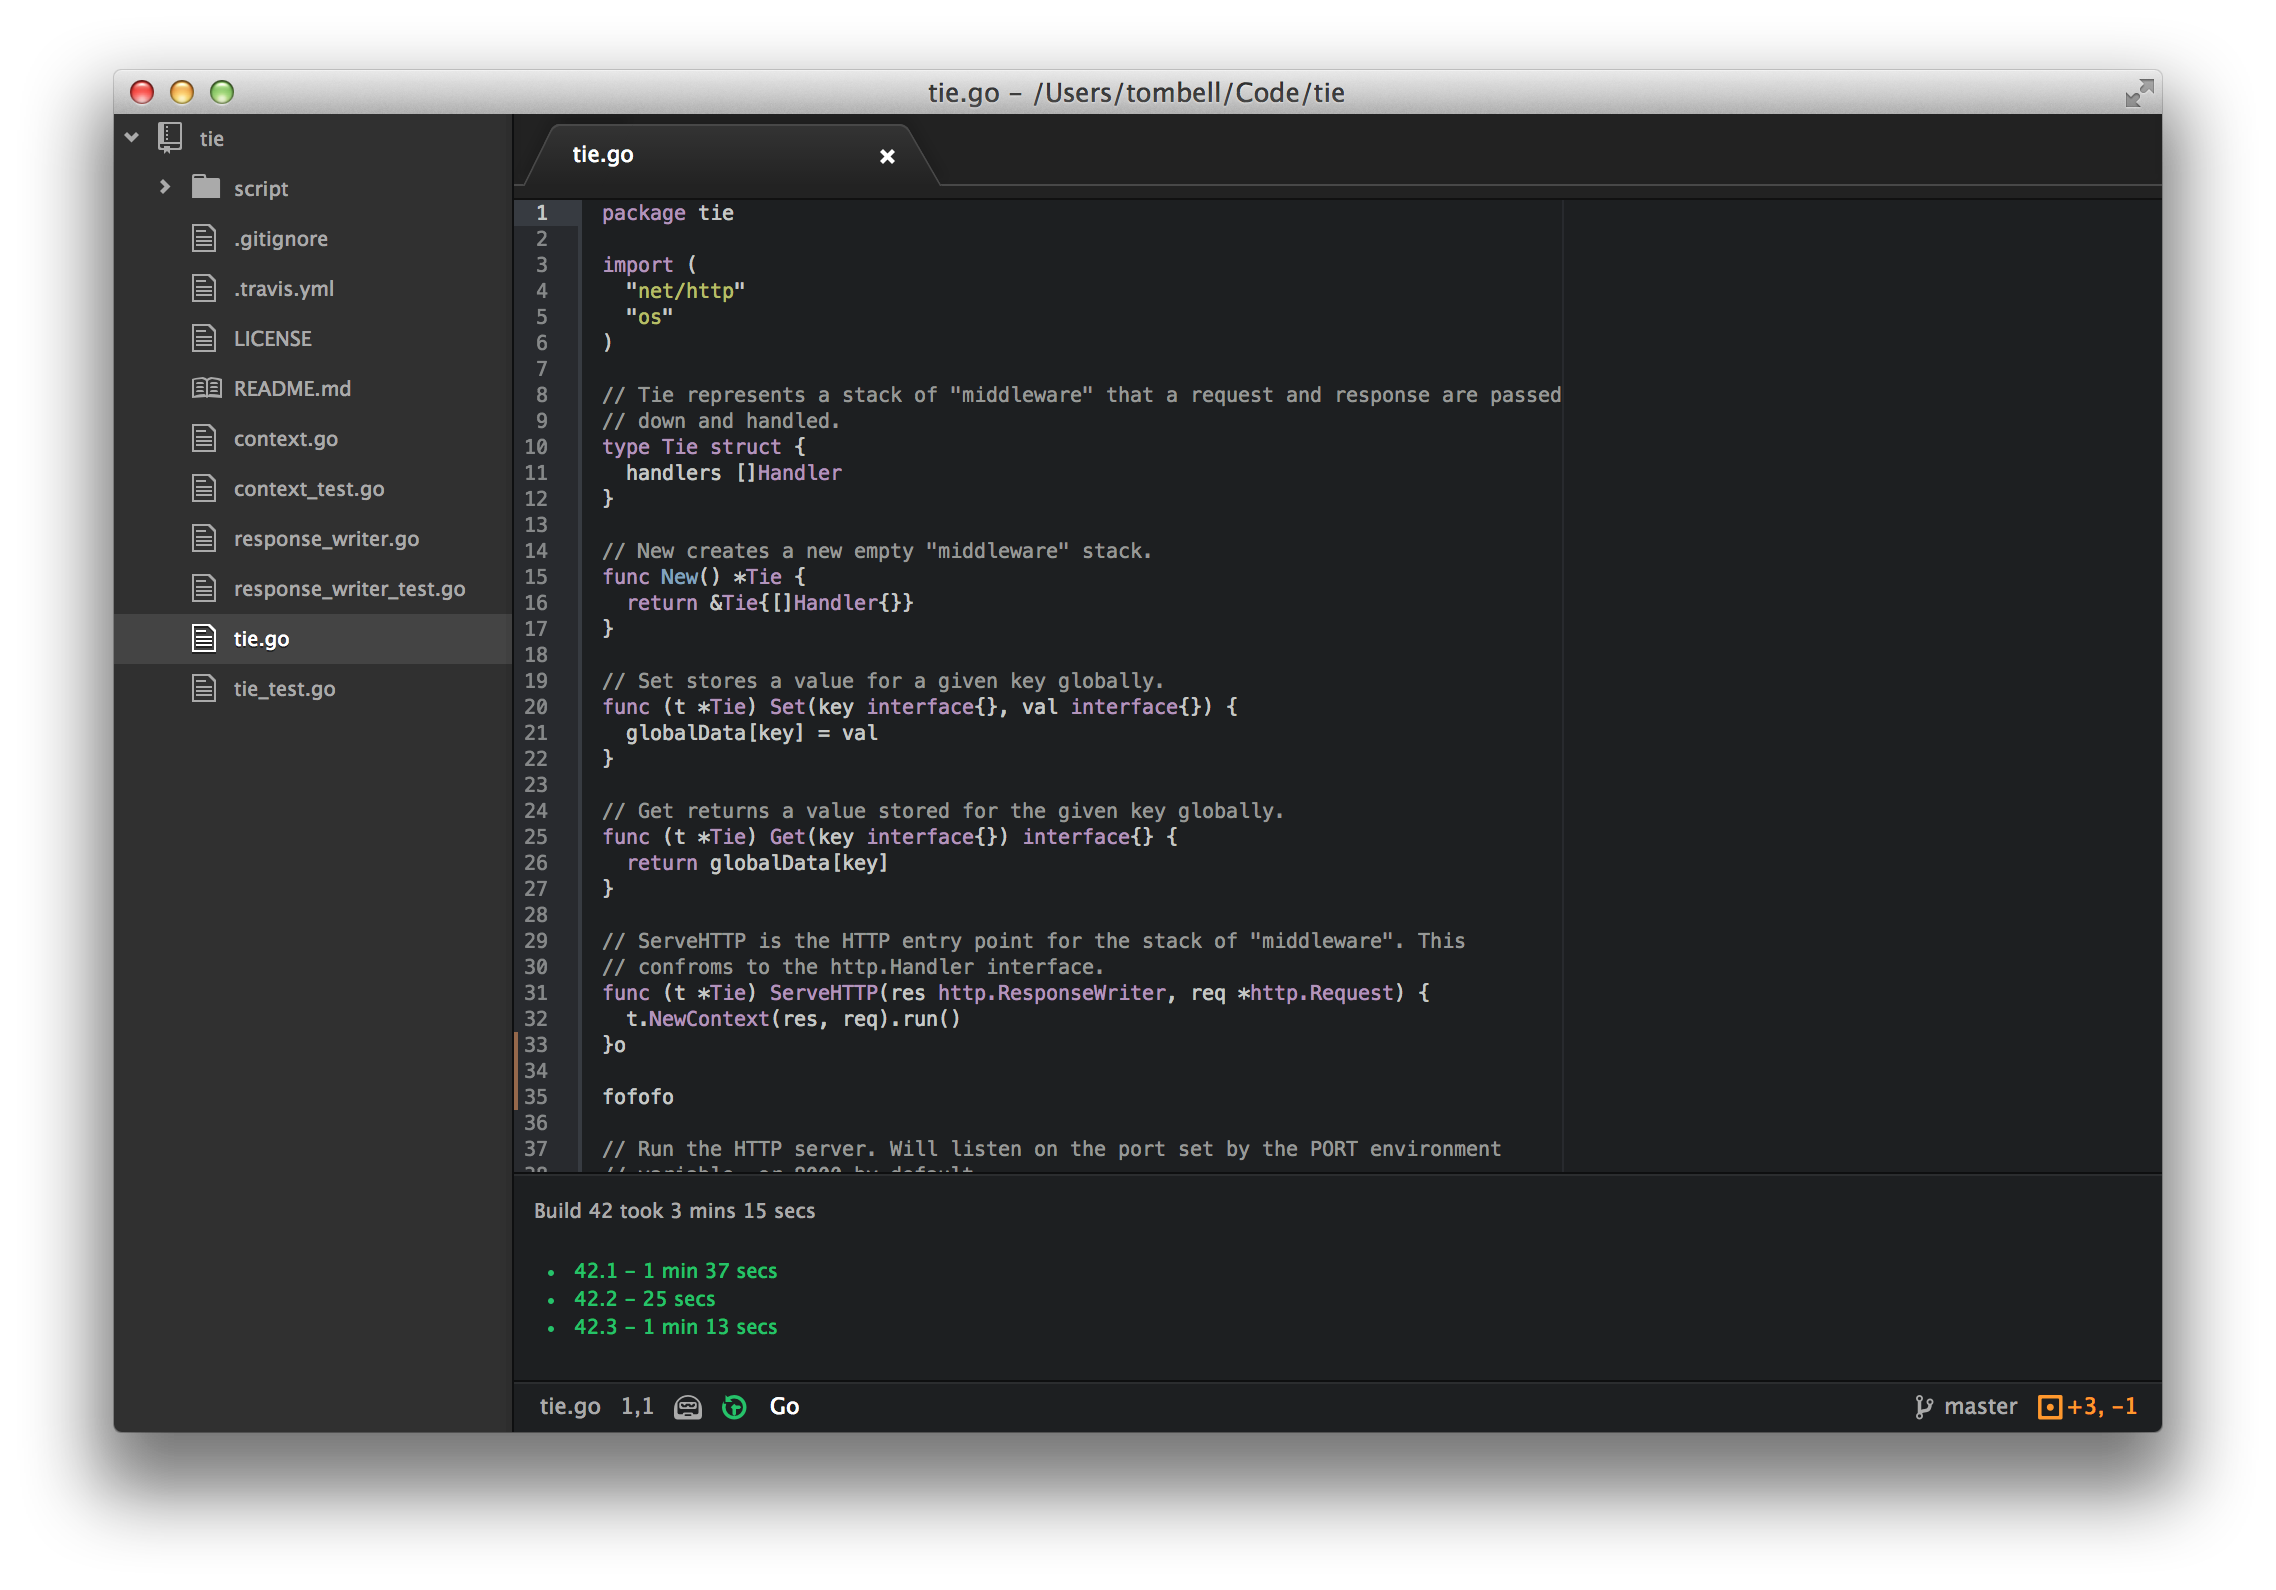 tie.go – /Users/tombell/Code/tie
tie
script
.gitignore
.travis.yml
LICENSE
README.md
context.go
context_test.go
response_writer.go
response_writer_test.go
tie.go
tie_test.go
tie.go
1 package tie
2
3 import (
4   "net/http"
5   "os"
6 )
7
8 // Tie represents a stack of "middleware" that a request and response are passed
9 // down and handled.
10 type Tie struct {
11   handlers []Handler
12 }
13
14 // New creates a new empty "middleware" stack.
15 func New() *Tie {
16   return &Tie{[]Handler{}}
17 }
18
19 // Set stores a value for a given key globally.
20 func (t *Tie) Set(key interface{}, val interface{}) {
21   globalData[key] = val
22 }
23
24 // Get returns a value stored for the given key globally.
25 func (t *Tie) Get(key interface{}) interface{} {
26   return globalData[key]
27 }
28
29 // ServeHTTP is the HTTP entry point for the stack of "middleware". This
30 // confroms to the http.Handler interface.
31 func (t *Tie) ServeHTTP(res http.ResponseWriter, req *http.Request) {
32   t.NewContext(res, req).run()
33 }o
34
35 fofofo
36
37 // Run the HTTP server. Will listen on the port set by the PORT environment
38 // variable, or 8000 by default
Build 42 took 3 mins 15 secs
• 42.1 – 1 min 37 secs
• 42.2 – 25 secs
• 42.3 – 1 min 13 secs
tie.go 1,1 Go master +3, -1